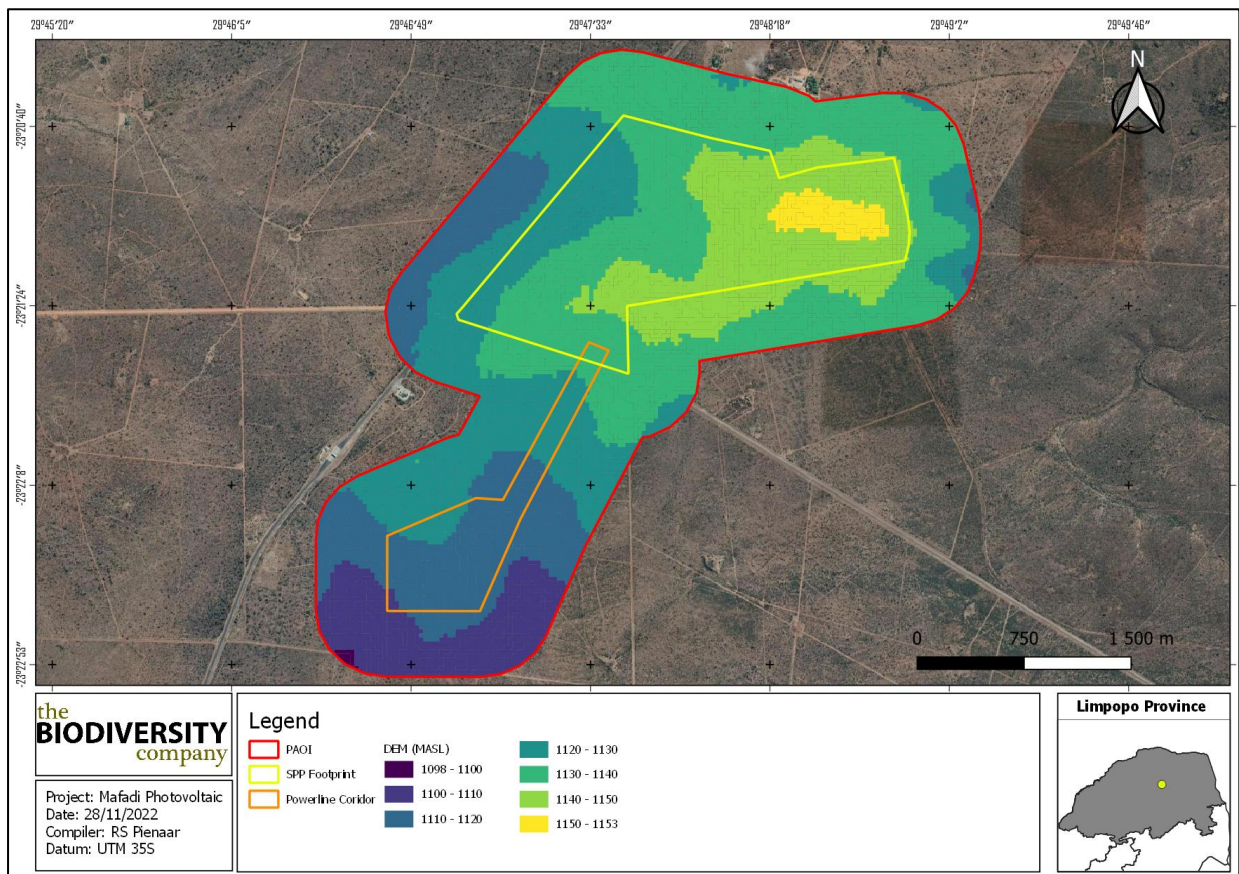 29°45'20" 29°46'5" 29°46'49" 29°47'33" 29°48'18" 29°49'2" 29°49'46"
N
-23°20'40"
-23°21'24"
-23°22'8"
-23°22'53"
0 750 1 500 m
the
BIODIVERSITY
company
Project: Mafadi Photovoltaic
Date: 28/11/2022
Compiler: RS Pienaar
Datum: UTM 35S
Legend
PAOI
SPP Footprint
Powerline Coridor
DEM (MASL)
1098 - 1100
1100 - 1110
1110 - 1120
1120 - 1130
1130 - 1140
1140 - 1150
1150 - 1153
Limpopo Province